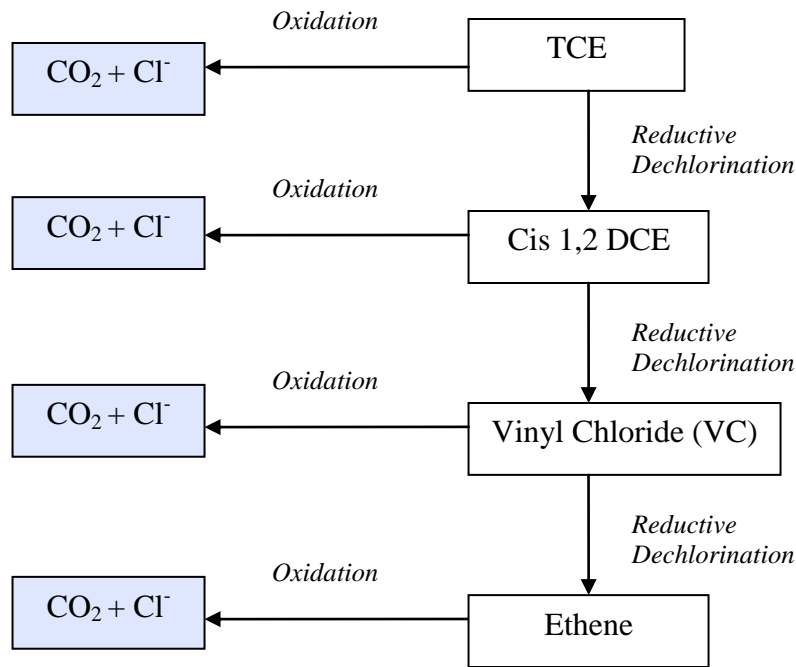 Oxidation
TCE
CO₂ + Cl⁻
Reductive
Dechlorination
Oxidation
CO₂ + Cl⁻
Cis 1,2 DCE
Reductive
Dechlorination
Oxidation
CO₂ + Cl⁻
Vinyl Chloride (VC)
Reductive
Dechlorination
Oxidation
CO₂ + Cl⁻
Ethene